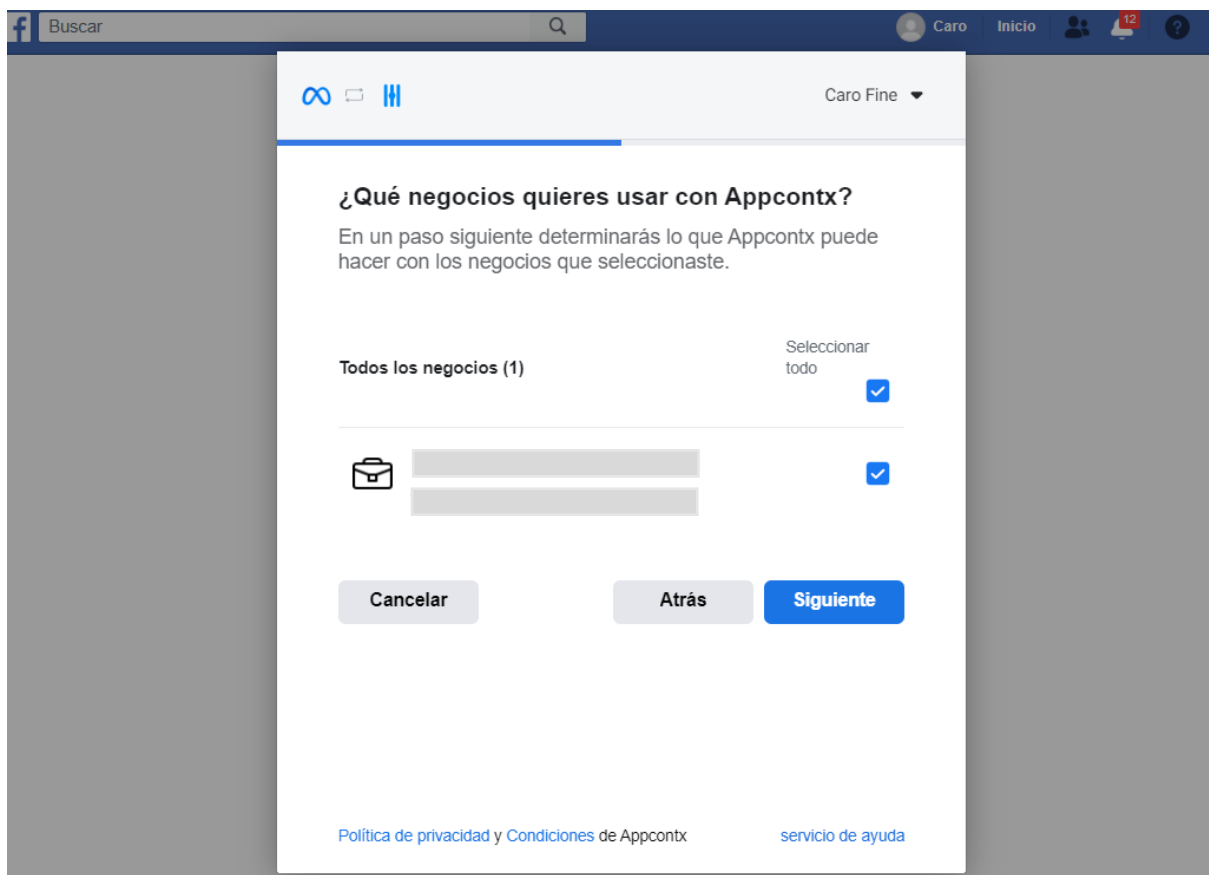 Buscar
Caro
Inicio
12
?
Caro Fine
¿Qué negocios quieres usar con Appcontx?
En un paso siguiente determinarás lo que Appcontx puede
hacer con los negocios que seleccionaste.
Seleccionar
todo
Todos los negocios (1)
Cancelar
Atrás
Siguiente
Política de privacidad y Condiciones de Appcontx
servicio de ayuda